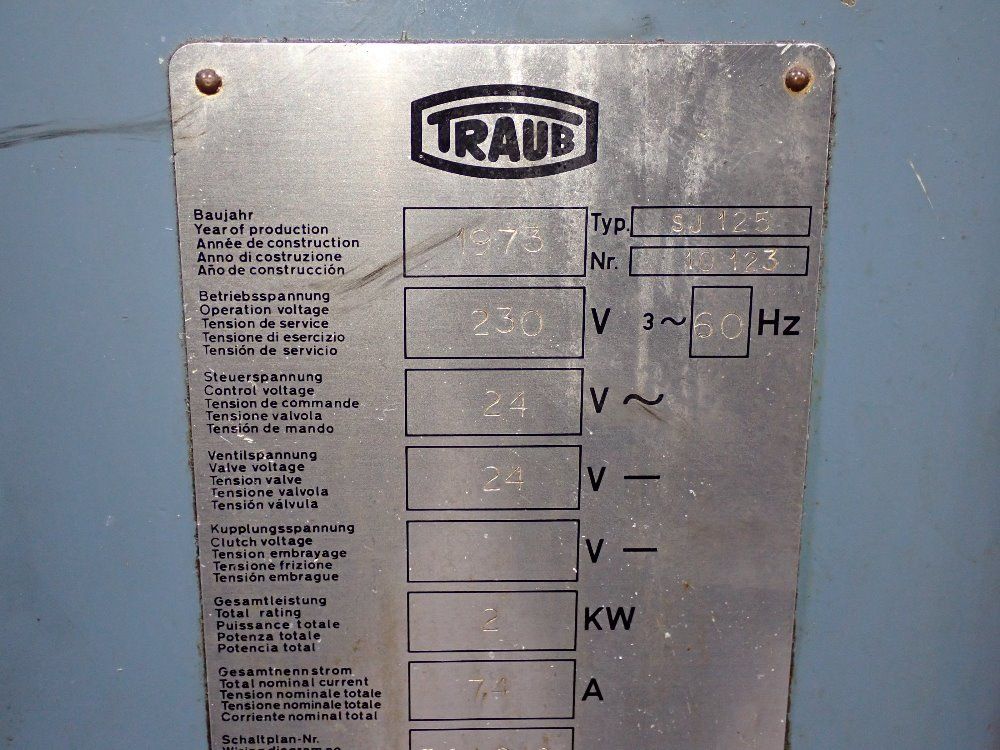 TRAUB
Baujahr
Year of production
Année de construction
Anno di costruzione
Año de construcción
1973
Typ. SJ 125
Nr. 10 123
Betriebsspannung
Operation voltage
Tension de service
Tensione di esercizio
Tensión de servicio
230 V 3~ 60 Hz
Steuerspannung
Control voltage
Tension de commande
Tensione valvola
Tensión de mando
24 V ~
Ventilspannung
Valve voltage
Tension valve
Tensione valvola
Tensión válvula
24 V —
Kupplungsspannung
Clutch voltage
Tension embrayage
Tensione frizione
Tensión embrague
V —
Gesamtleistung
Total rating
Puissance totale
Potenza totale
Potencia total
2 KW
Gesamtnennstrom
Total nominal current
Tension nominale totale
Tensione nominale totale
Corriente nominal total
7,4 A
Schaltplan-Nr.